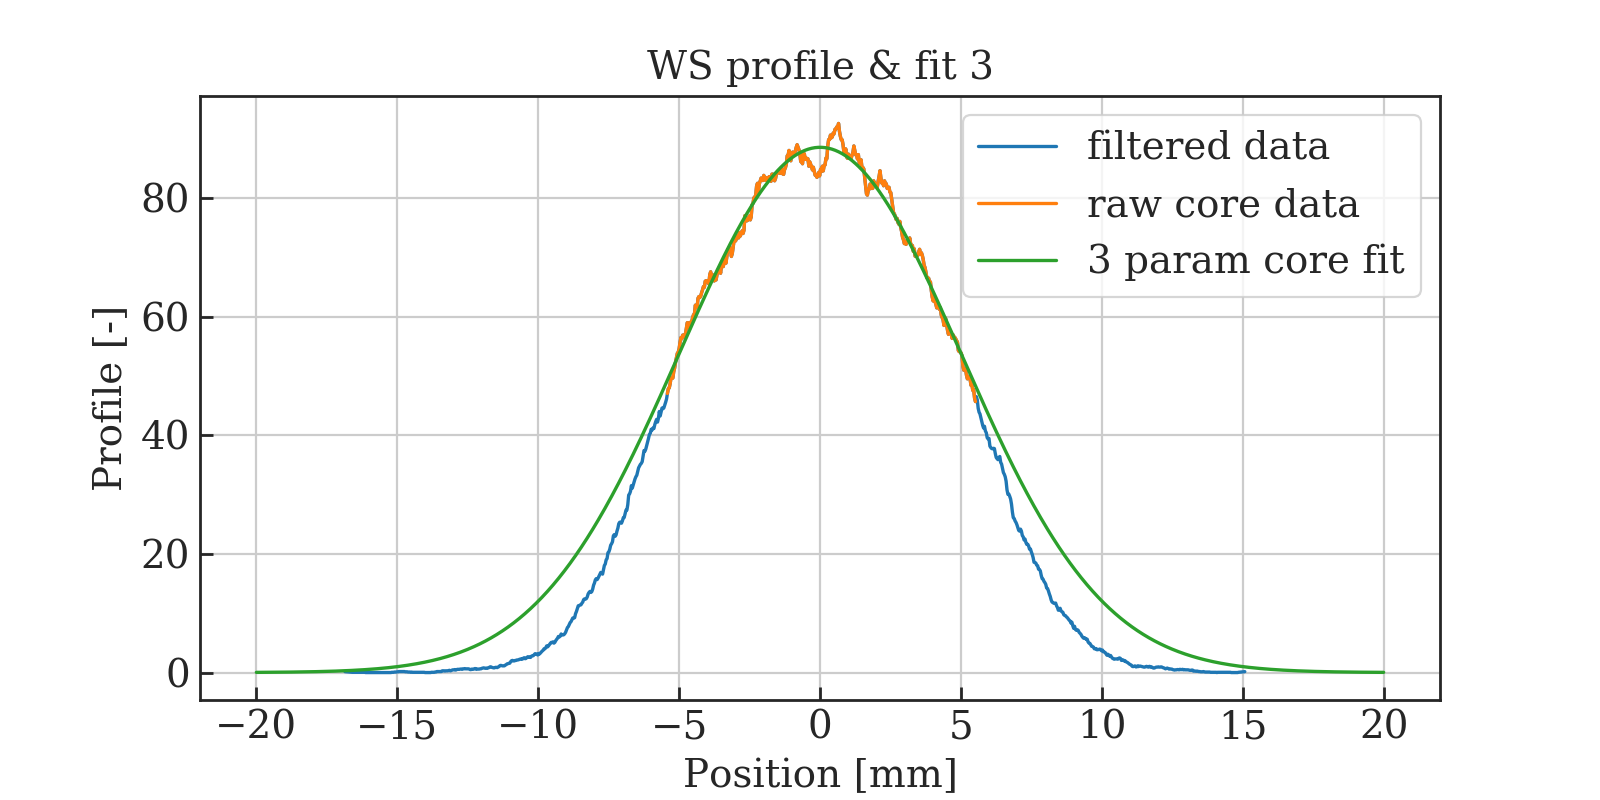 WS profile & fit 3
filtered data
raw core data
3 param core fit
Profile [-]
80
60
40
20
0
−20 −15 −10 −5 0 5 10 15 20
Position [mm]